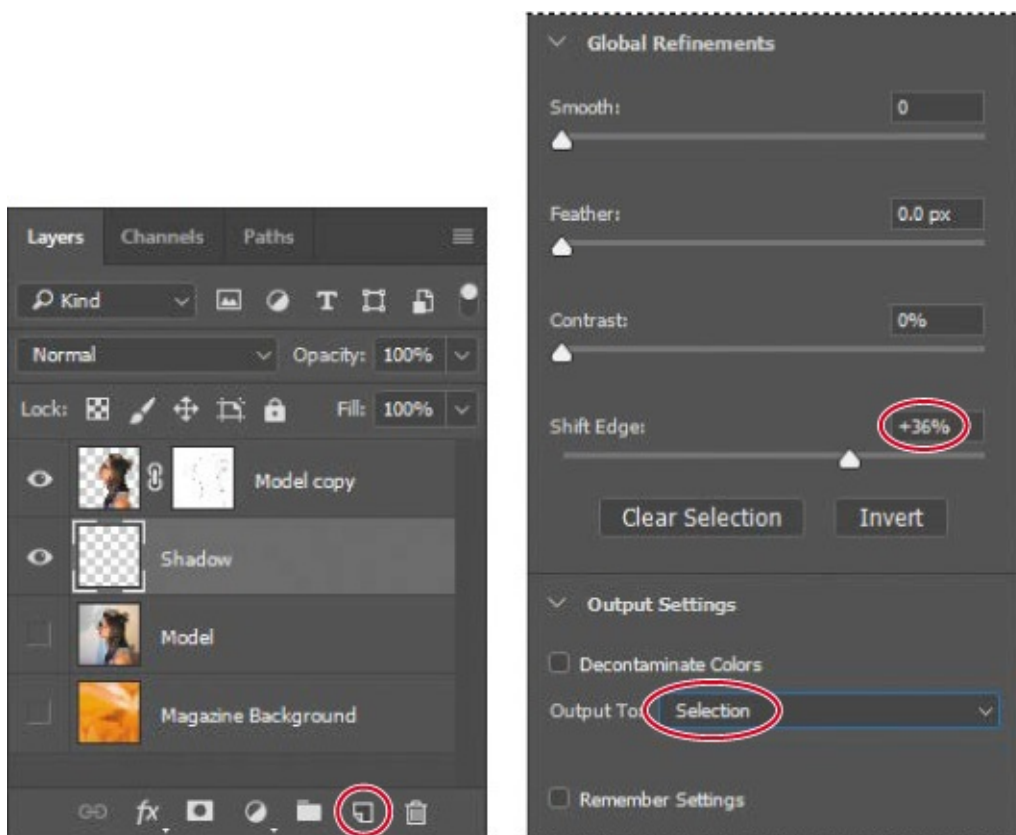 Layers Channels Paths
Kind
Normal Opacity: 100%
Lock: Fill: 100%
Model copy
Shadow
Model
Magazine Background
fx
Global Refinements
Smooth: 0
Feather: 0.0 px
Contrast: 0%
Shift Edge: +36%
Clear Selection Invert
Output Settings
Decontaminate Colors
Output To: Selection
Remember Settings